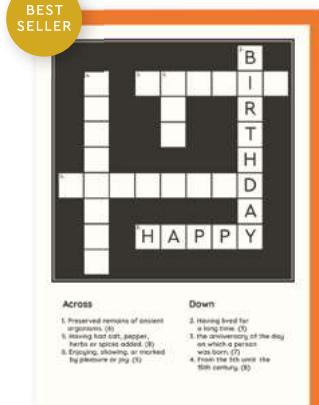 BEST
SELLER
B
I
R
T
H
D
A
HAPPY
Across
1. Preserved remains of ancient
organisms. (6)
5. Having had salt, pepper,
herbs or spices added. (8)
6. Enjoying, showing, or marked
by pleasure or joy. (5)
Down
2. Having lived for
a long time. (3)
3. the anniversary of the day
on which a person
was born. (7)
4. From the 5th until the
15th century. (8)